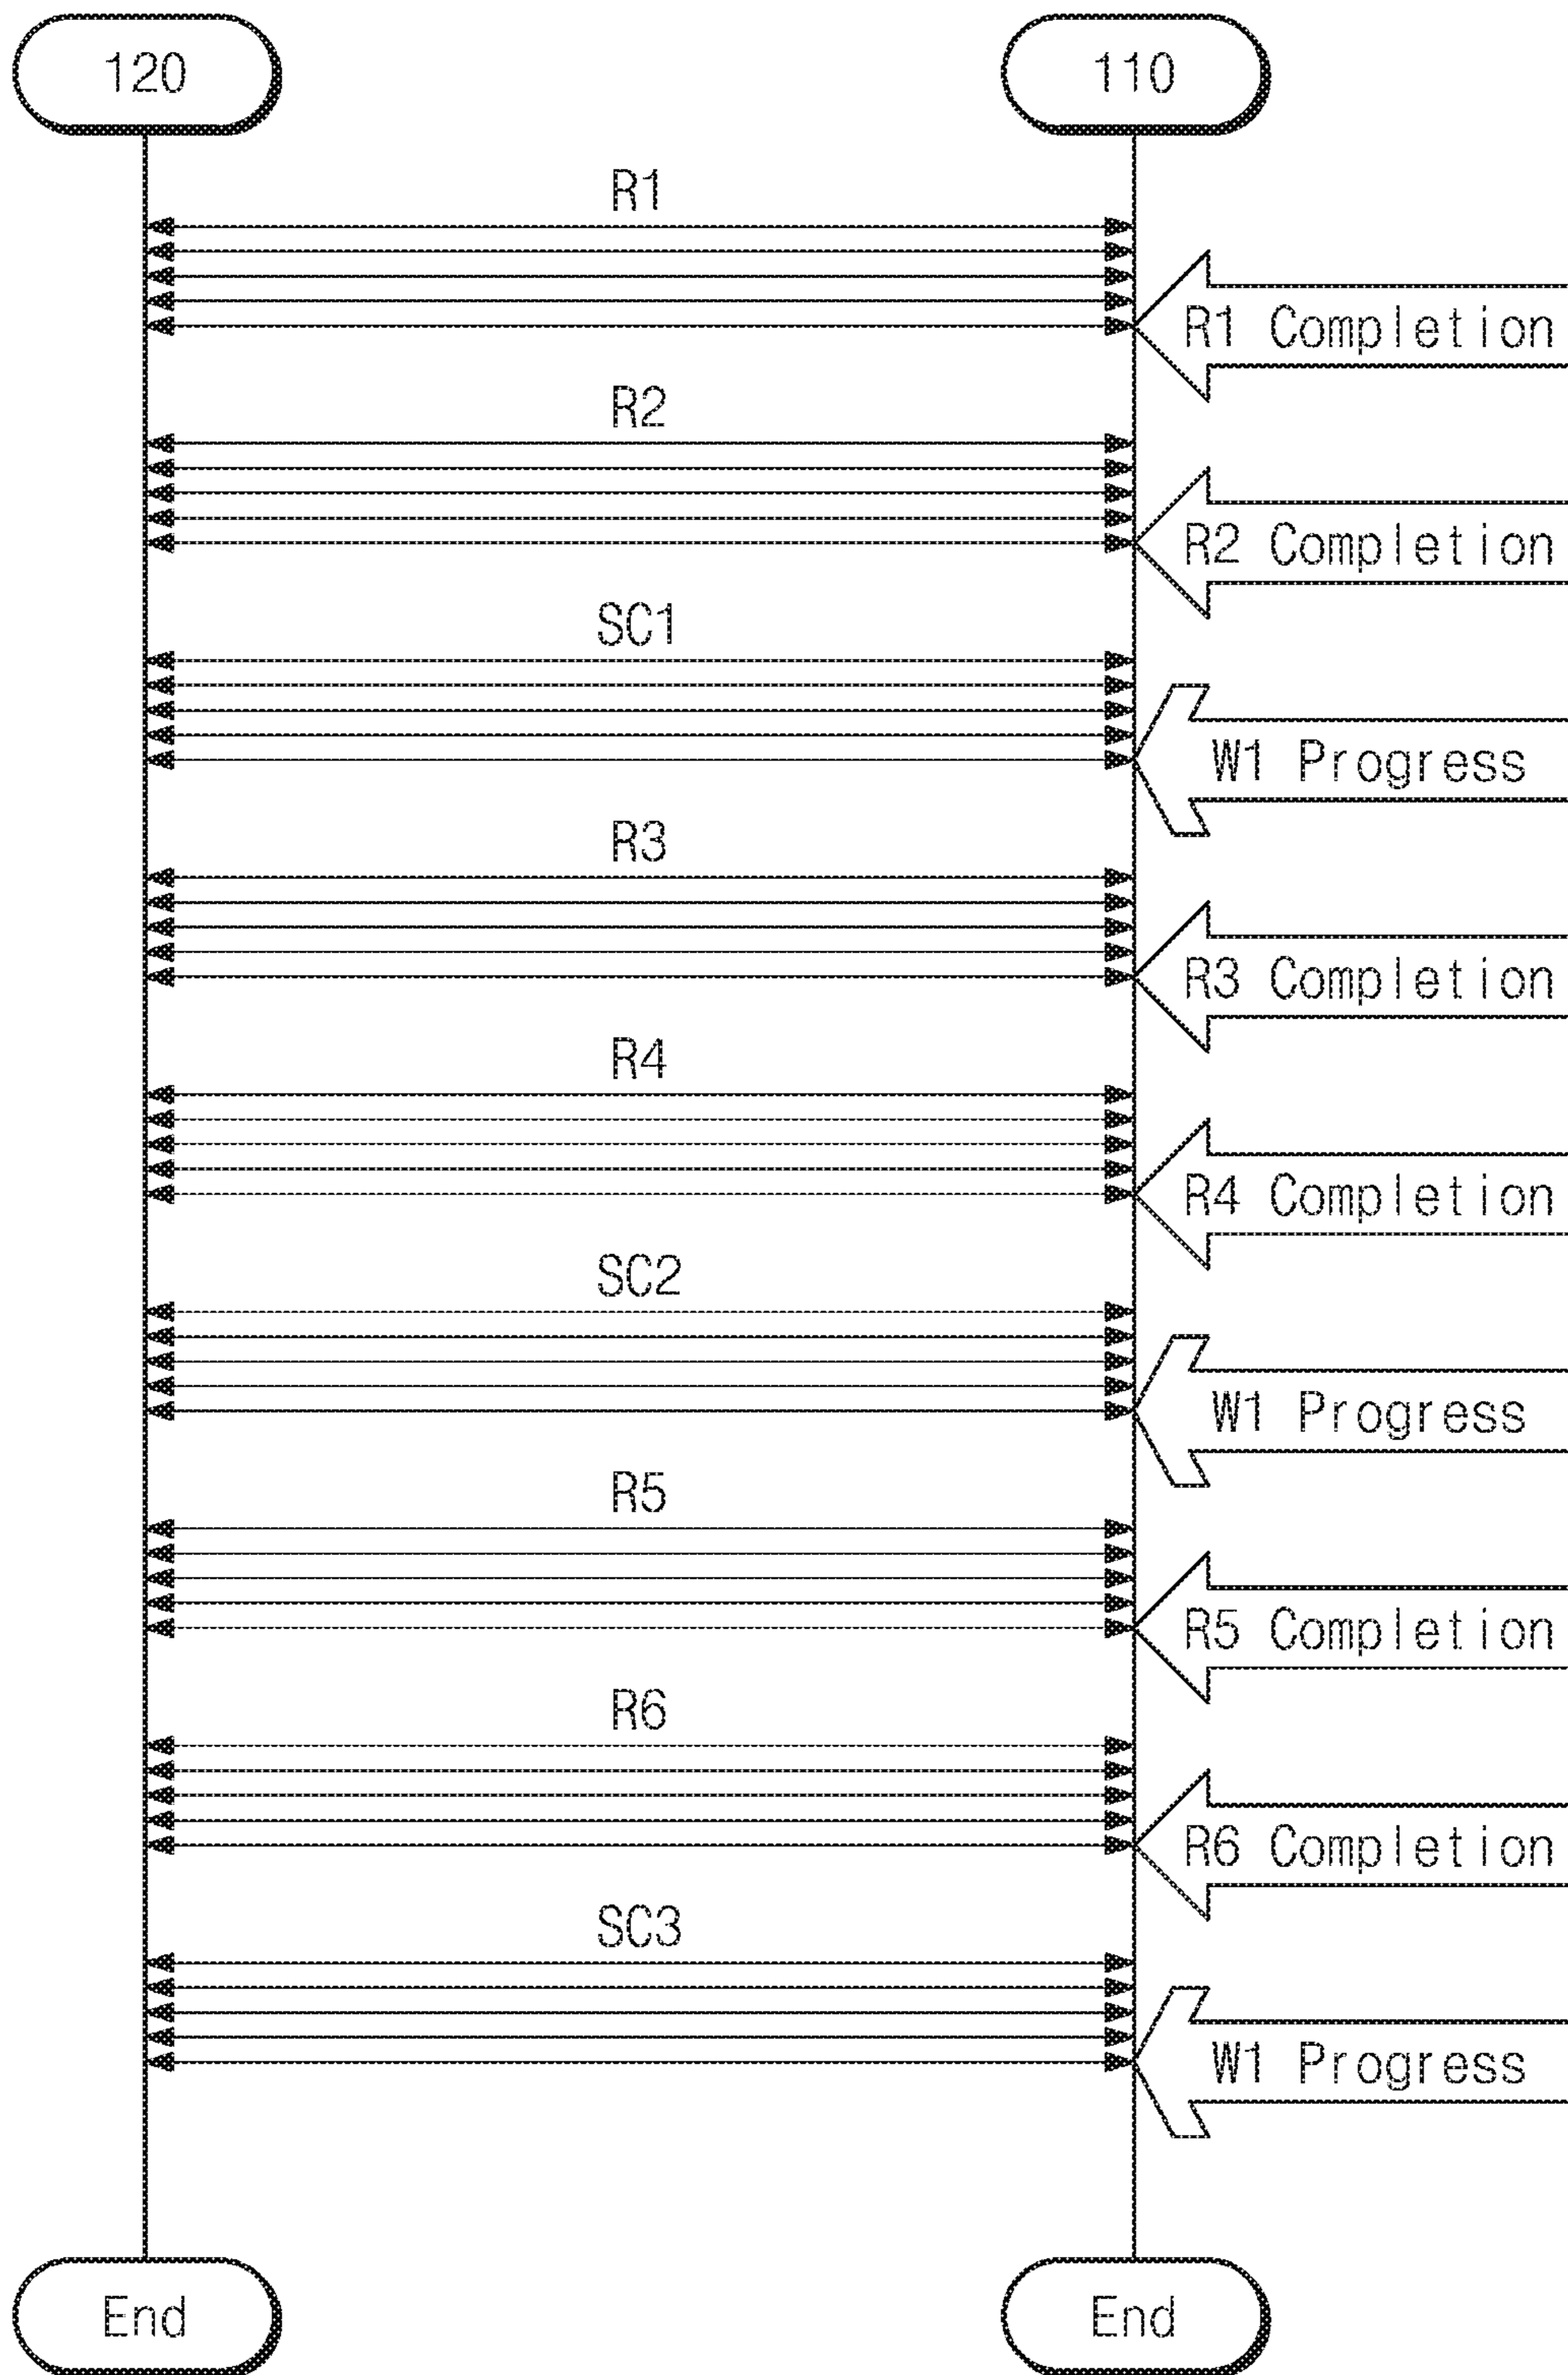 120
110
R1
R1 Completion
R2
R2 Completion
SC1
W1 Progress
R3
R3 Completion
R4
R4 Completion
SC2
W1 Progress
R5
R5 Completion
R6
R6 Completion
SC3
W1 Progress
End
End